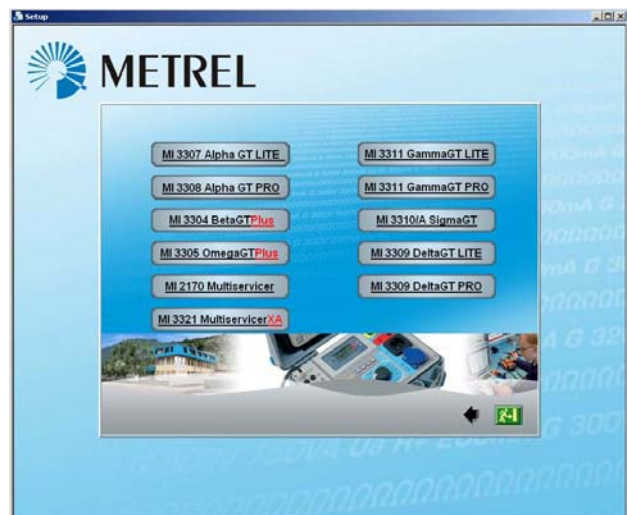 Setup
METREL
MI 3307 Alpha GT LITE
MI 3308 Alpha GT PRO
MI 3304 BetaGTPlus
MI 3305 OmegaGTPlus
MI 2170 Multiservicer
MI 3321 MultiservicerXA
MI 3311 GammaGT LITE
MI 3311 GammaGT PRO
MI 3310/A SigmaGT
MI 3309 DeltaGT LITE
MI 3309 DeltaGT PRO